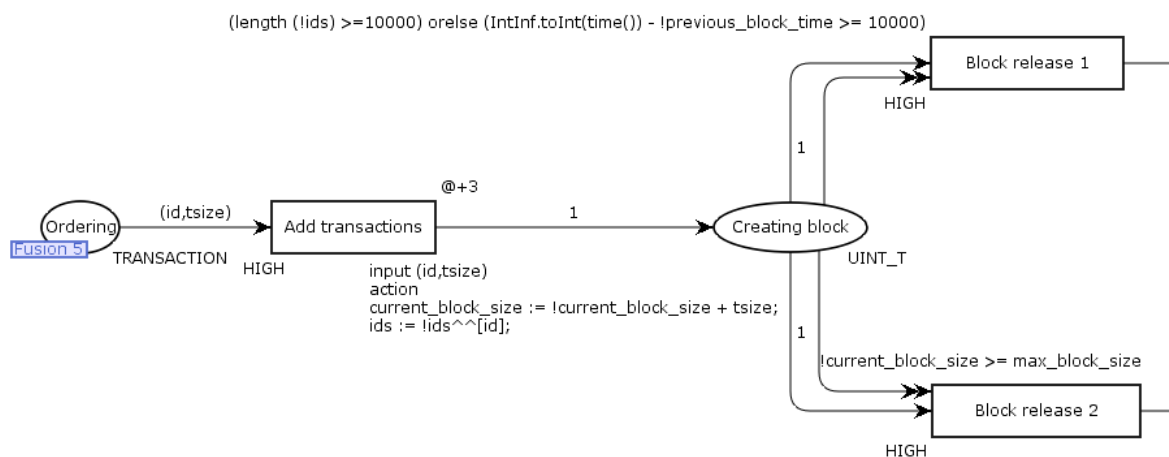 (length (!ids) >=10000) orelse (IntInf.toInt(time()) - !previous_block_time >= 10000)
Block release 1
HIGH
1
@+3
(id,tsize)
1
Ordering
Add transactions
Creating block
Fusion 5
TRANSACTION
HIGH
UINT_T
input (id,tsize)
action
current_block_size := !current_block_size + tsize;
ids := !ids^^[id];
1
!current_block_size >= max_block_size
Block release 2
HIGH